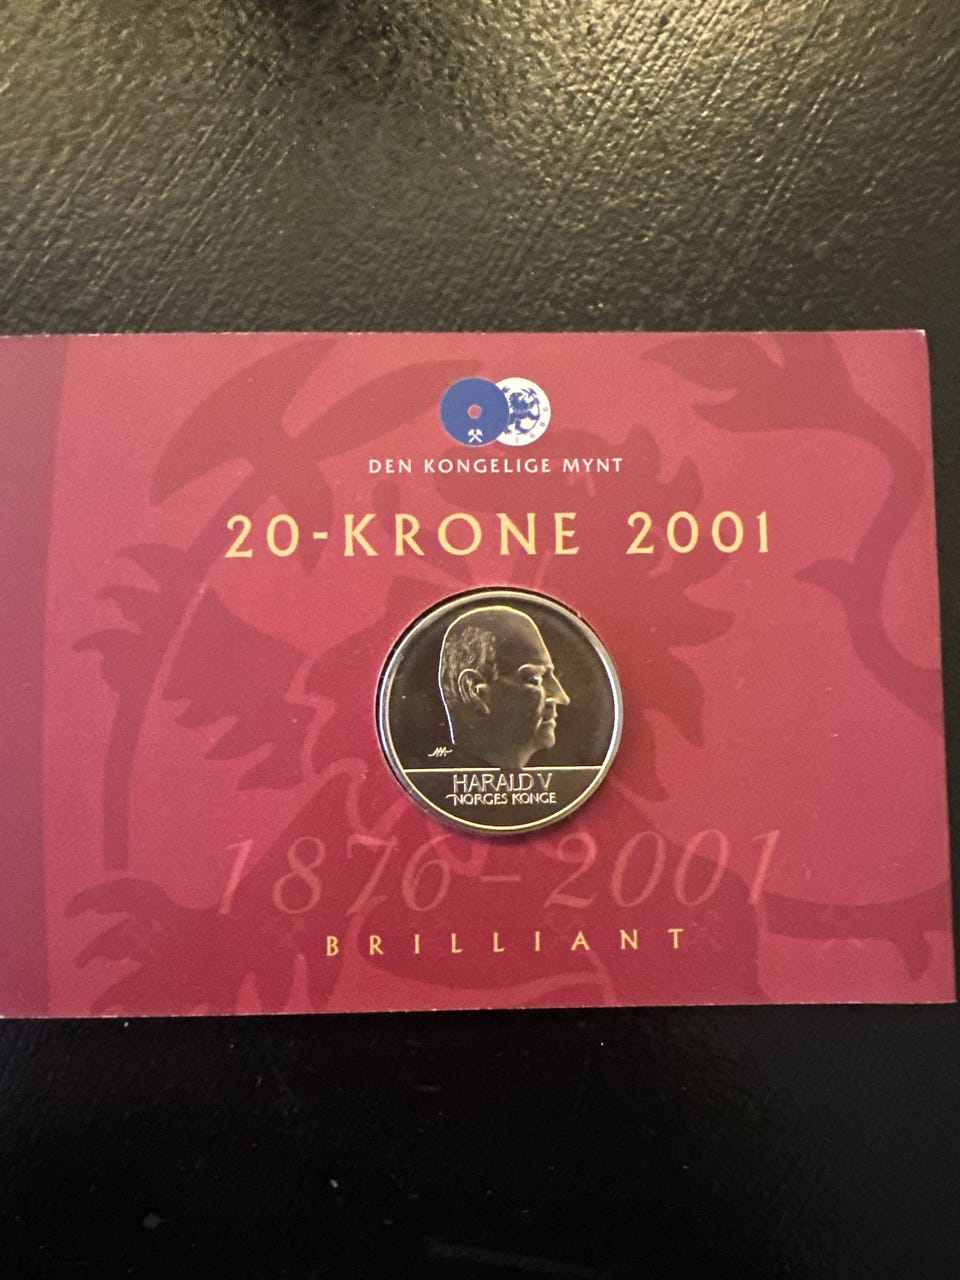 DEN KONGELIGE MYNT
20-KRONE 2001
HARALD V
NORGES KONGE
1876-2001
BRILLIANT